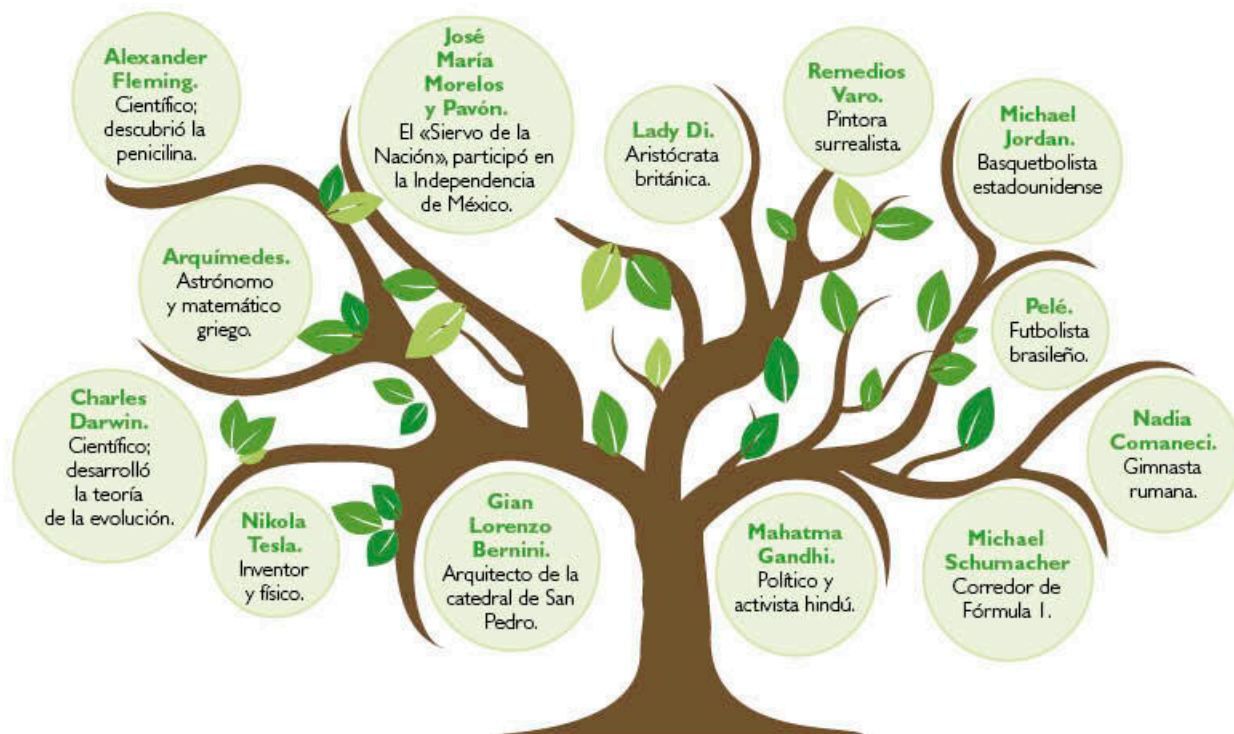 Alexander
Fleming.
Científico;
descubrió la
penicilina.
José
María
Morelos
y Pavón.
El «Siervo de la
Nación», participó en
la Independencia
de México.
Lady Di.
Aristócrata
británica.
Remedios
Varo.
Pintora
surrealista.
Michael
Jordan.
Basquetbolista
estadounidense
Arquímedes.
Astrónomo
y matemático
griego.
Pelé.
Futbolista
brasileño.
Charles
Darwin.
Científico;
desarrolló
la teoría
de la evolución.
Nadia
Comaneci.
Gimnasta
rumana.
Nikola
Tesla.
Inventor
y físico.
Gian
Lorenzo
Bernini.
Arquitecto de la
catedral de San
Pedro.
Mahatma
Gandhi.
Político y
activista hindú.
Michael
Schumacher
Corredor de
Fórmula 1.